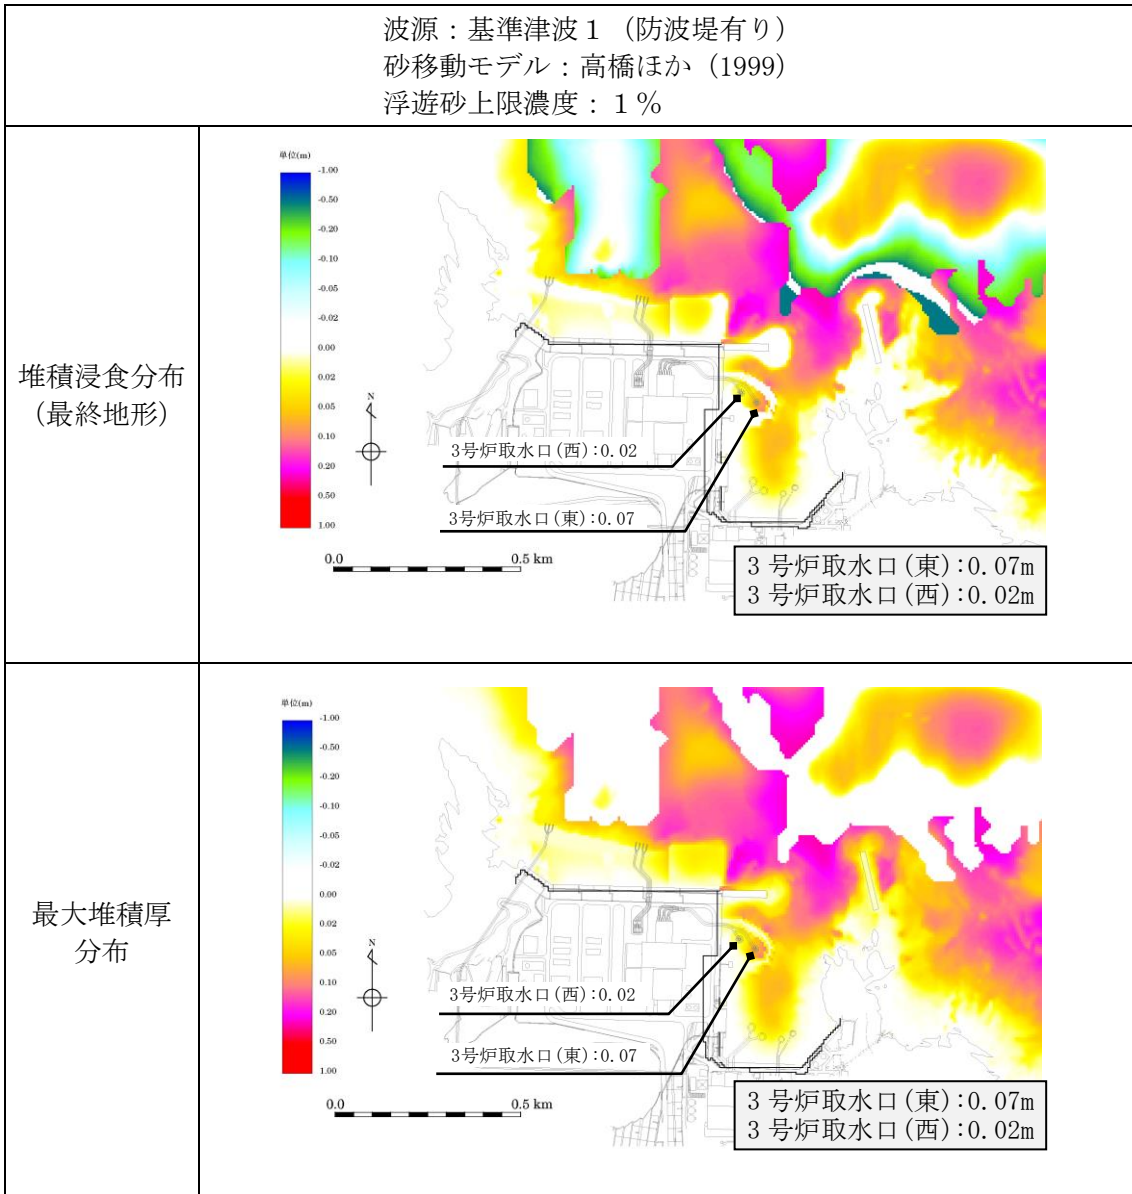 波源：基準津波１（防波堤有り）
砂移動モデル：高橋ほか（1999）
浮遊砂上限濃度：１％
堆積浸食分布
（最終地形）
単位(m)
-1.00
-0.50
-0.20
-0.10
-0.05
-0.02
0.00
0.02
0.05
0.10
0.20
0.50
1.00
N
3号炉取水口(西):0.02
3号炉取水口(東):0.07
0.0
0.5 km
3号炉取水口(東):0.07m
3号炉取水口(西):0.02m
最大堆積厚
分布
単位(m)
-1.00
-0.50
-0.20
-0.10
-0.05
-0.02
0.00
0.02
0.05
0.10
0.20
0.50
1.00
N
3号炉取水口(西):0.02
3号炉取水口(東):0.07
0.0
0.5 km
3号炉取水口(東):0.07m
3号炉取水口(西):0.02m